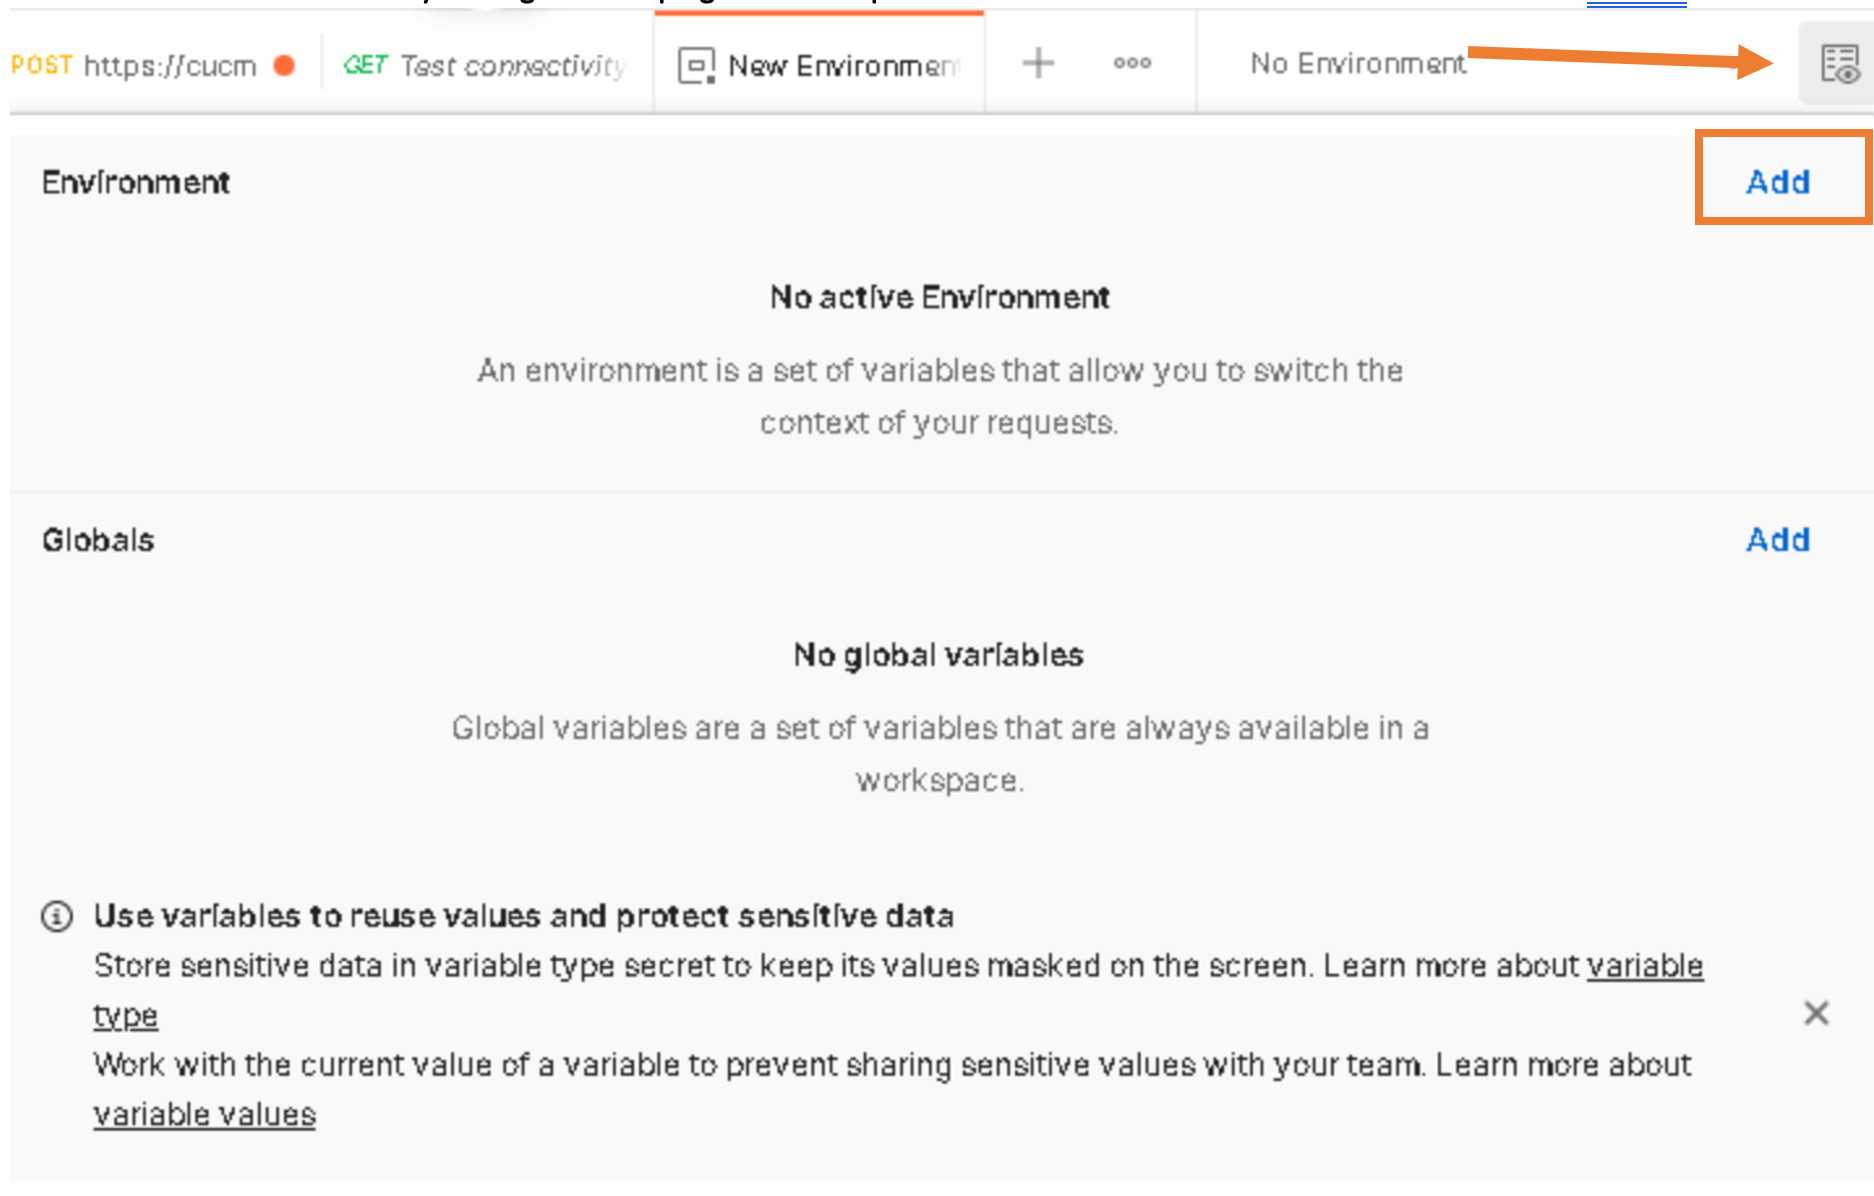 POST https://cucm GET Test connectivity New Environment No Environment
Environment Add
No active Environment
An environment is a set of variables that allow you to switch the
context of your requests.
Globals Add
No global variables
Global variables are a set of variables that are always available in a
workspace.
Use variables to reuse values and protect sensitive data
Store sensitive data in variable type secret to keep its values masked on the screen. Learn more about variable
type
Work with the current value of a variable to prevent sharing sensitive values with your team. Learn more about
variable values